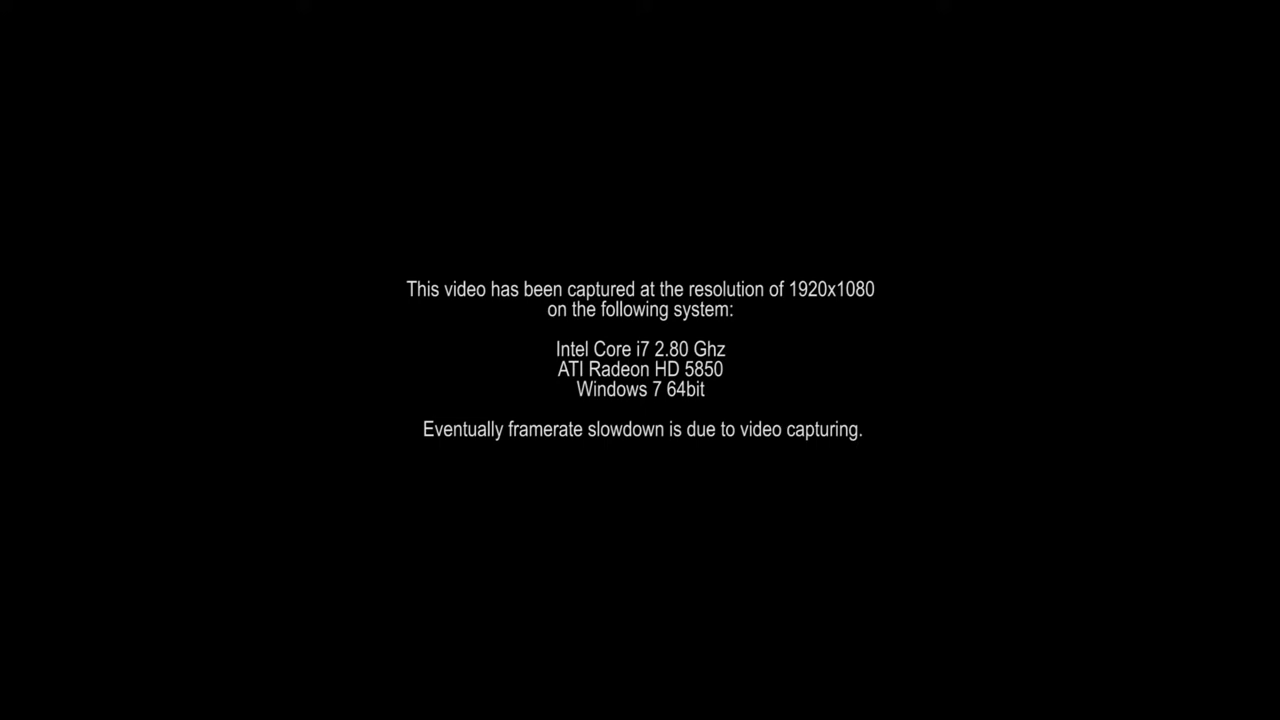 This video has been captured at the resolution of 1920x1080
on the following system:
Intel Core i7 2.80 Ghz
ATI Radeon HD 5850
Windows 7 64bit
Eventually framerate slowdown is due to video capturing.